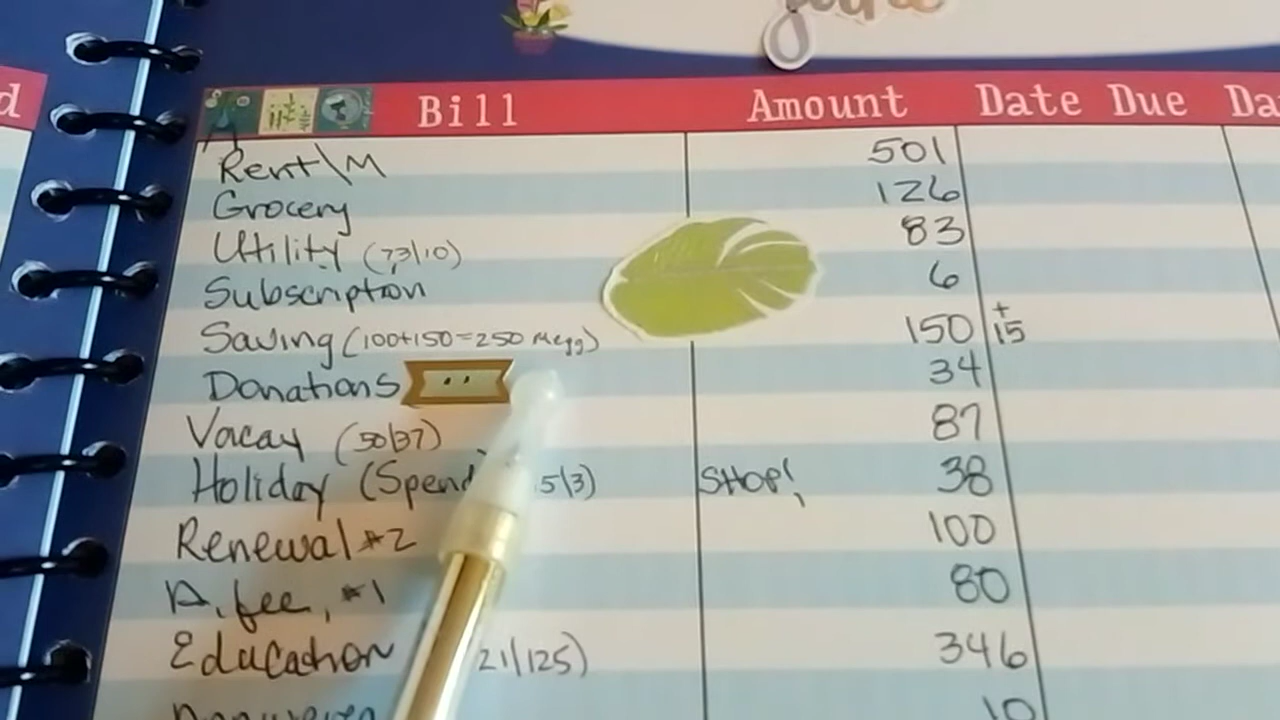 d
Bill Amount Date Due Da
Rent\M 501
Grocery 126
Utility (73\10) 83
Subscription 6
Saving (100+150=250 Megg) 150 +15
Donations 34
Vacay (50\37) 87
Holiday (Spend 5\3) SHOP! 38
Renewal #2 100
A. fee, #1 80
Education 21/125) 346
10